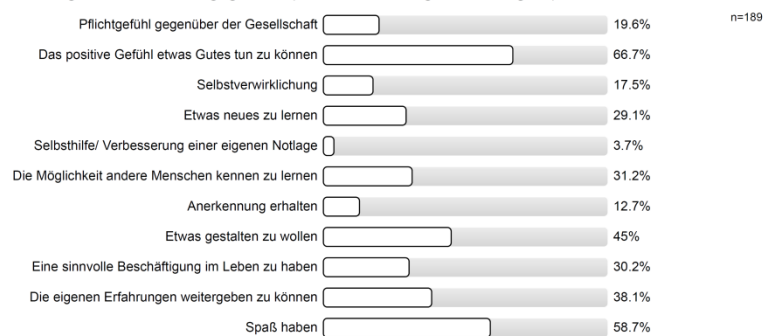 n=189
Pflichtgefühl gegenüber der Gesellschaft 19.6%
Das positive Gefühl etwas Gutes tun zu können 66.7%
Selbstverwirklichung 17.5%
Etwas neues zu lernen 29.1%
Selbsthilfe/ Verbesserung einer eigenen Notlage 3.7%
Die Möglichkeit andere Menschen kennen zu lernen 31.2%
Anerkennung erhalten 12.7%
Etwas gestalten zu wollen 45%
Eine sinnvolle Beschäftigung im Leben zu haben 30.2%
Die eigenen Erfahrungen weitergeben zu können 38.1%
Spaß haben 58.7%